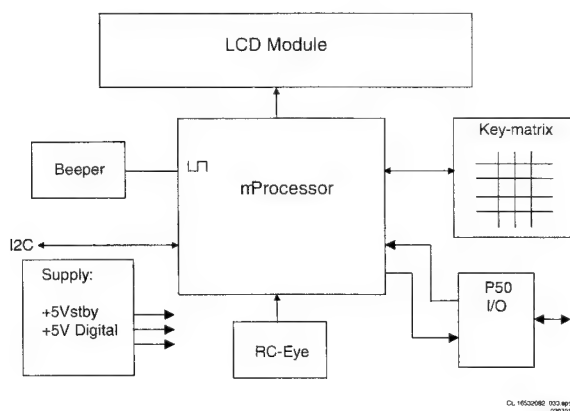 LCD Module
Beeper
mProcessor
Key-matrix
I2C
Supply:
+5Vstby
+5V Digital
RC-Eye
P50
I/O